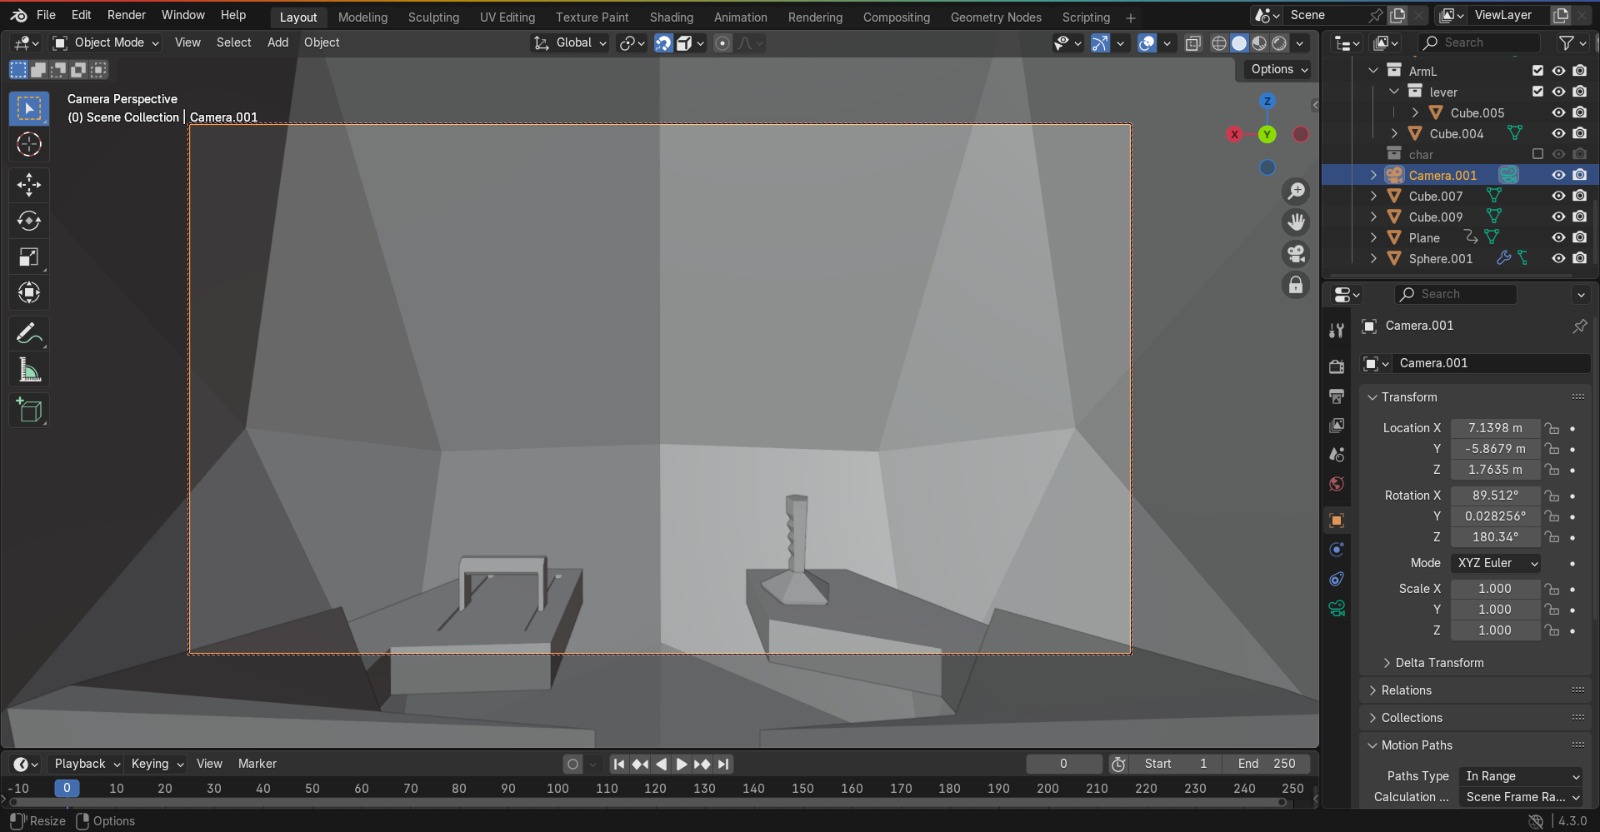 File Edit Render Window Help Layout Modeling Sculpting UV Editing Texture Paint Shading Animation Rendering Compositing Geometry Nodes Scripting + Scene ViewLayer
Object Mode View Select Add Object Global Search
Options
Camera Perspective
(0) Scene Collection | Camera.001
Z
X
Y
ArmL
lever
Cube.005
Cube.004
char
Camera.001
Cube.007
Cube.009
Plane
Sphere.001
Search
Camera.001
Camera.001
Transform
Location X 7.1398 m
Y -5.8679 m
Z 1.7635 m
Rotation X 89.512°
Y 0.028256°
Z 180.34°
Mode XYZ Euler
Scale X 1.000
Y 1.000
Z 1.000
Delta Transform
Relations
Collections
Motion Paths
Paths Type In Range
Calculation ... Scene Frame Ra...
Playback Keying View Marker 0 Start 1 End 250
-10 0 10 20 30 40 50 60 70 80 90 100 110 120 130 140 150 160 170 180 190 200 210 220 230 240 250
Resize Options 4.3.0